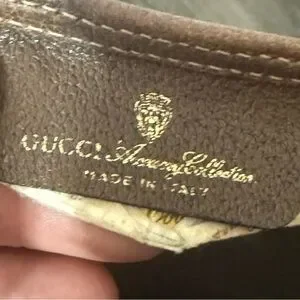 GUCCI Accessory Collection
MADE IN ITALY